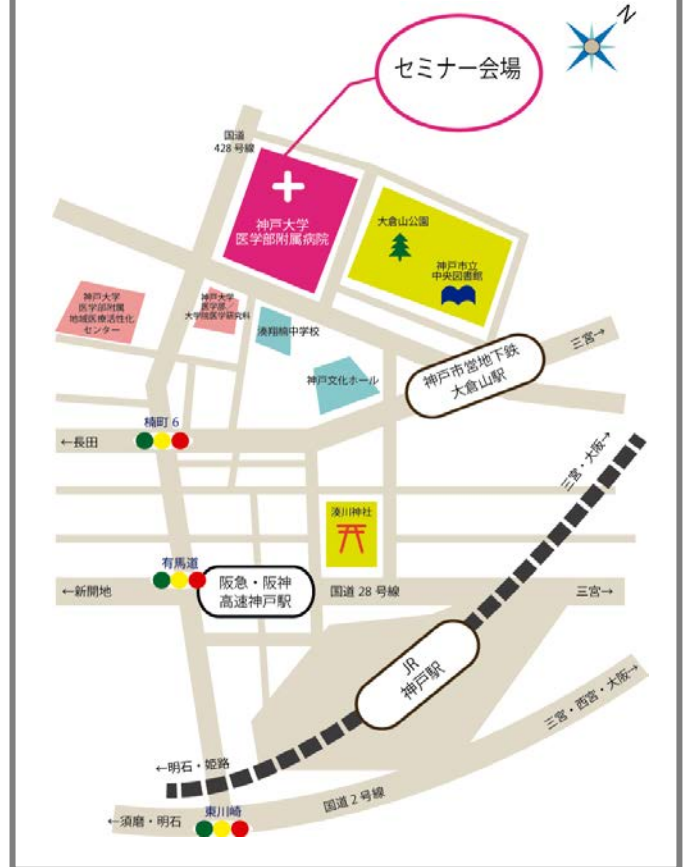 N
セミナー会場
国道
428号線
神戸大学
医学部附属病院
大倉山公園
神戸市立
中央図書館
神戸大学
医学部附属
地域医療活性化
センター
神戸大学
医学部/
大学院医学研究科
湊翔楠中学校
神戸文化ホール
神戸市営地下鉄
大倉山駅
三宮→
楠町6
←長田
三宮・大阪→
湊川神社
有馬道
←新開地
阪急・阪神
高速神戸駅
国道28号線
三宮→
JR
神戸駅
三宮・西宮・大阪→
←明石・姫路
国道2号線
東川崎
←須磨・明石